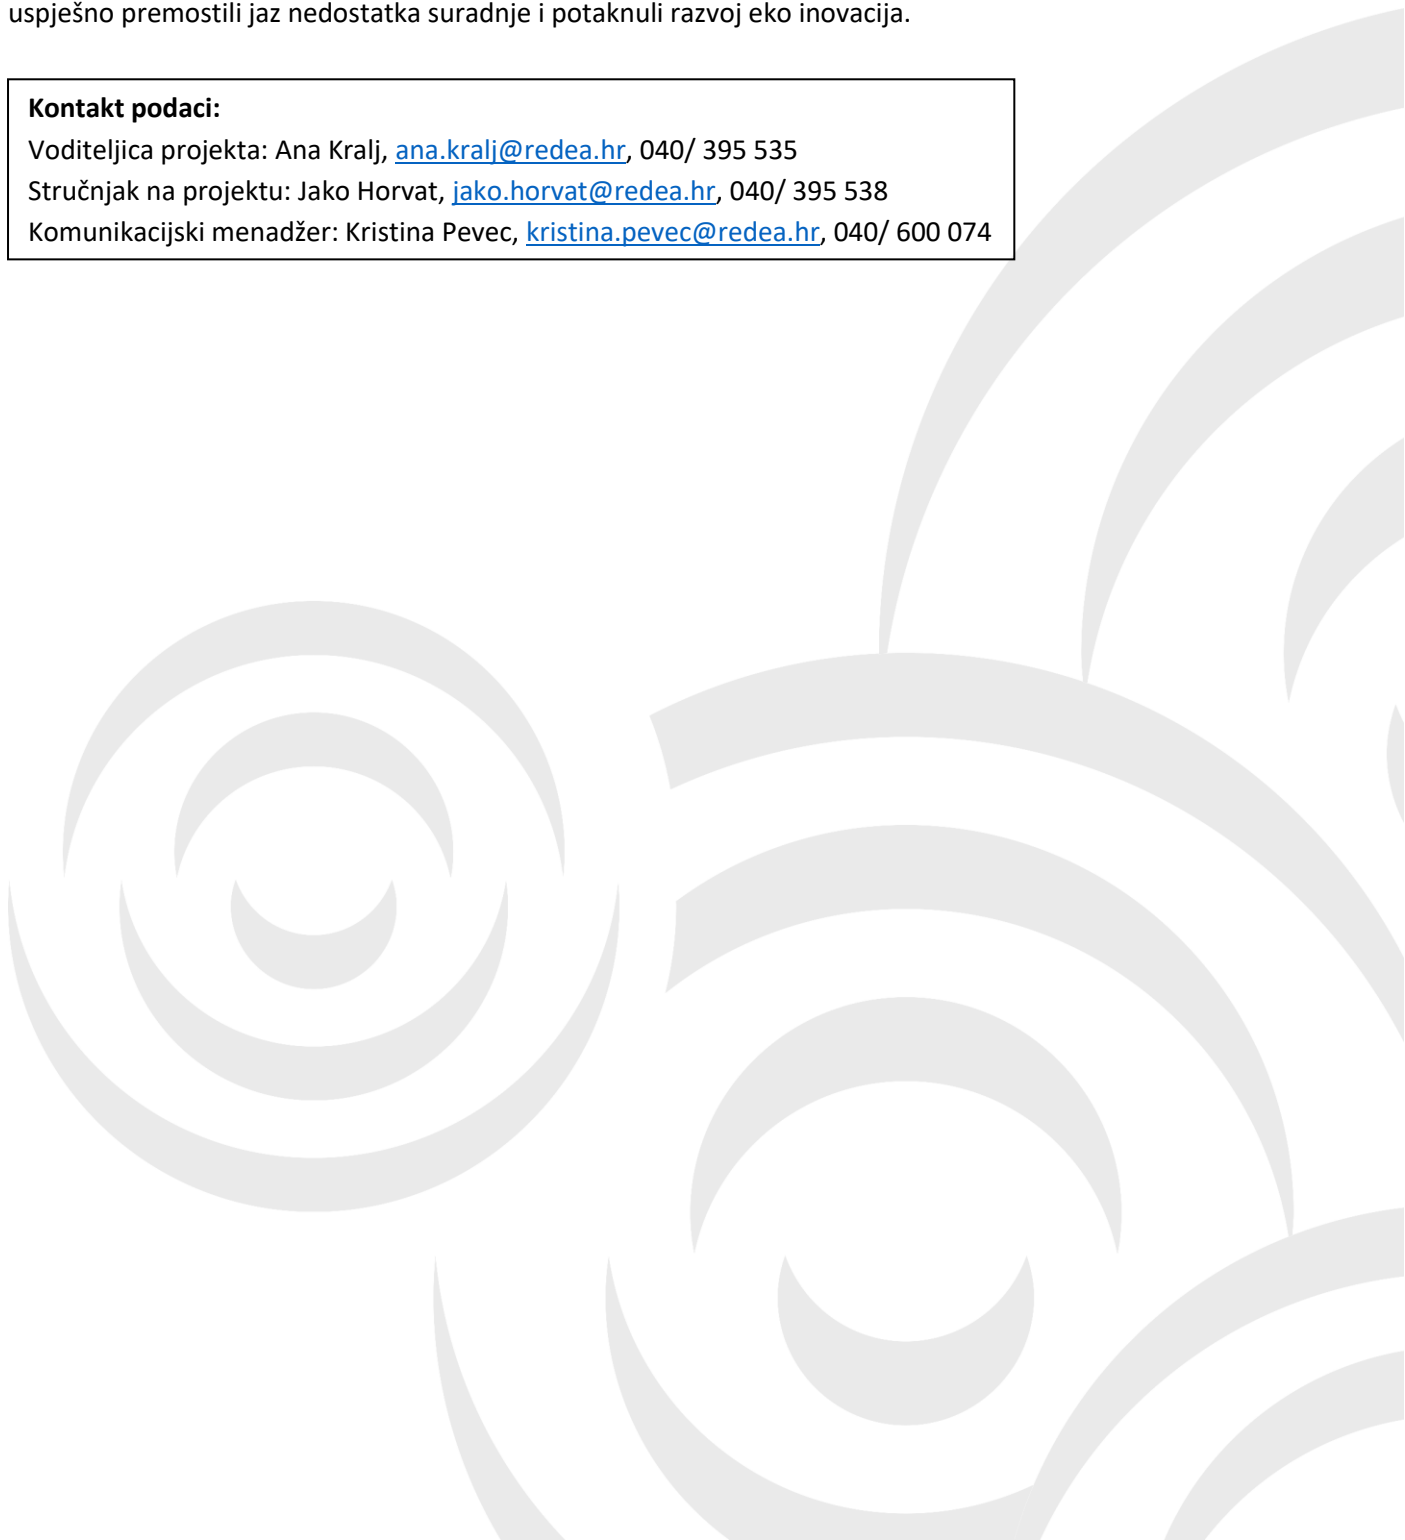 uspješno premostili jaz nedostatka suradnje i potaknuli razvoj eko inovacija.
Kontakt podaci:
Voditeljica projekta: Ana Kralj, ana.kralj@redea.hr, 040/ 395 535
Stručnjak na projektu: Jako Horvat, jako.horvat@redea.hr, 040/ 395 538
Komunikacijski menadžer: Kristina Pevec, kristina.pevec@redea.hr, 040/ 600 074